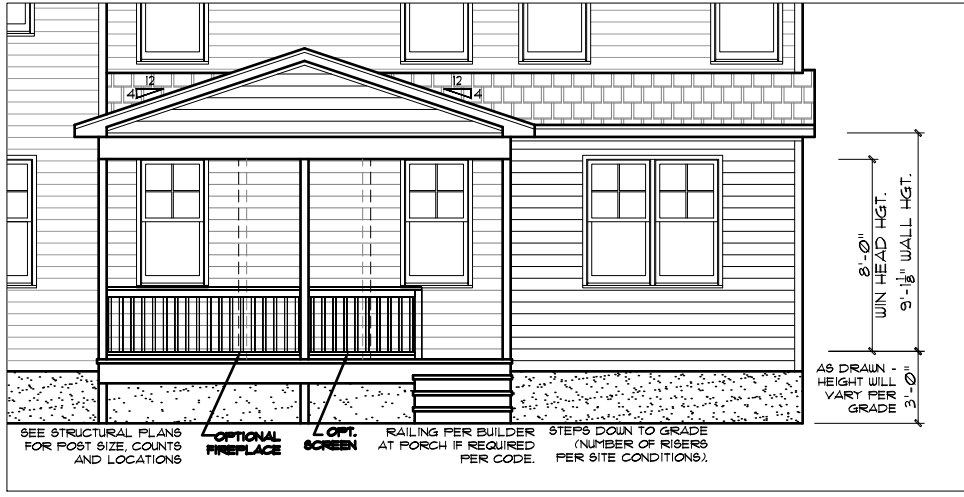 12
4
12
4
8'-0"
WIN HEAD HGT.
9'-1⅛" WALL HGT.
AS DRAWN -
HEIGHT WILL
VARY PER
GRADE
3'-0"
SEE STRUCTURAL PLANS
FOR POST SIZE, COUNTS
AND LOCATIONS
OPTIONAL
FIREPLACE
OPT.
SCREEN
RAILING PER BUILDER
AT PORCH IF REQUIRED
PER CODE.
STEPS DOWN TO GRADE
(NUMBER OF RISERS
PER SITE CONDITIONS).